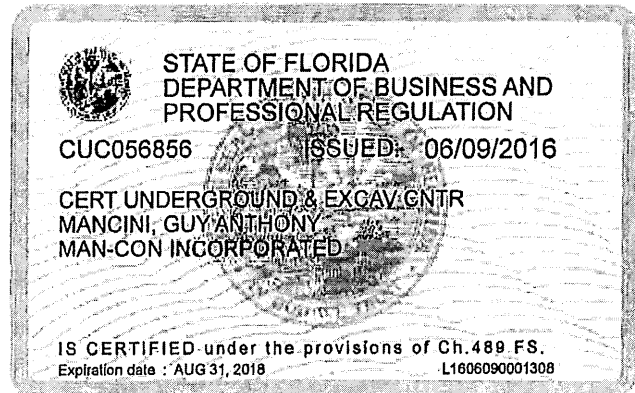 STATE OF FLORIDA
DEPARTMENT OF BUSINESS AND
PROFESSIONAL REGULATION
CUC056856 ISSUED: 06/09/2016
CERT UNDERGROUND & EXCAV CNTR
MANCINI, GUY ANTHONY
MAN-CON INCORPORATED
IS CERTIFIED under the provisions of Ch.489 FS.
Expiration date : AUG 31, 2018 L1606090001308